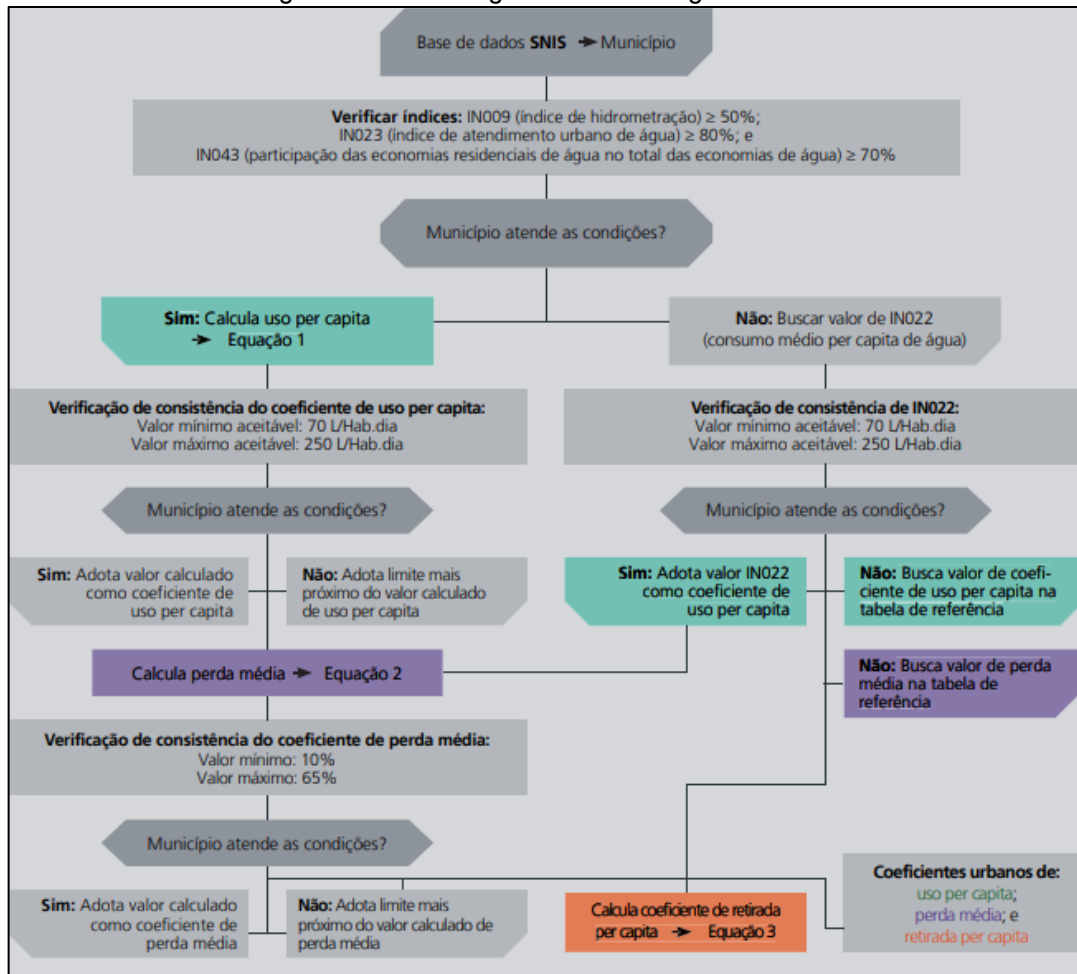 Base de dados SNIS → Município
Verificar índices: IN009 (índice de hidrometração) ≥ 50%;
IN023 (índice de atendimento urbano de água) ≥ 80%; e
IN043 (participação das economias residenciais de água no total das economias de água) ≥ 70%
Município atende as condições?
Sim: Calcula uso per capita
→ Equação 1
Não: Buscar valor de IN022
(consumo médio per capita de água)
Verificação de consistência do coeficiente de uso per capita:
Valor mínimo aceitável: 70 L/Hab.dia
Valor máximo aceitável: 250 L/Hab.dia
Verificação de consistência de IN022:
Valor mínimo aceitável: 70 L/Hab.dia
Valor máximo aceitável: 250 L/Hab.dia
Município atende as condições?
Município atende as condições?
Sim: Adota valor calculado
como coeficiente de
uso per capita
Não: Adota limite mais
próximo do valor calculado
de uso per capita
Sim: Adota valor IN022
como coeficiente de
uso per capita
Não: Busca valor de coefi-
ciente de uso per capita na
tabela de referência
Calcula perda média → Equação 2
Não: Busca valor de perda
média na tabela de
referência
Verificação de consistência do coeficiente de perda média:
Valor mínimo: 10%
Valor máximo: 65%
Município atende as condições?
Sim: Adota valor calculado
como coeficiente de
perda média
Não: Adota limite mais
próximo do valor calculado de
perda média
Calcula coeficiente de retirada
per capita → Equação 3
Coeficientes urbanos de:
uso per capita;
perda média; e
retirada per capita